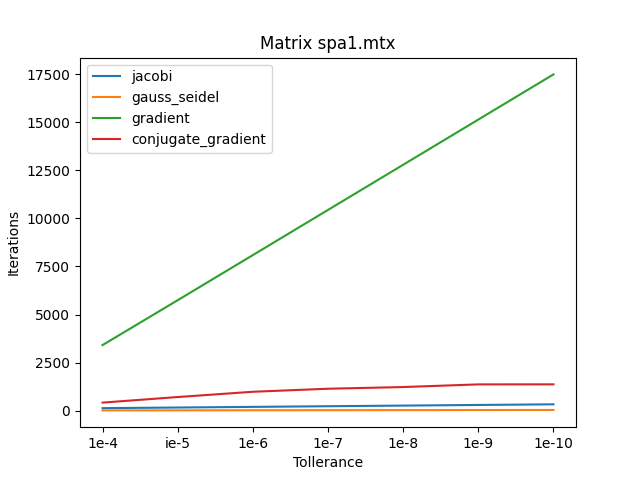 Matrix spa1.mtx
jacobi
gauss_seidel
gradient
conjugate_gradient
Iterations
17500
15000
12500
10000
7500
5000
2500
0
1e-4 ie-5 1e-6 1e-7 1e-8 1e-9 1e-10
Tollerance